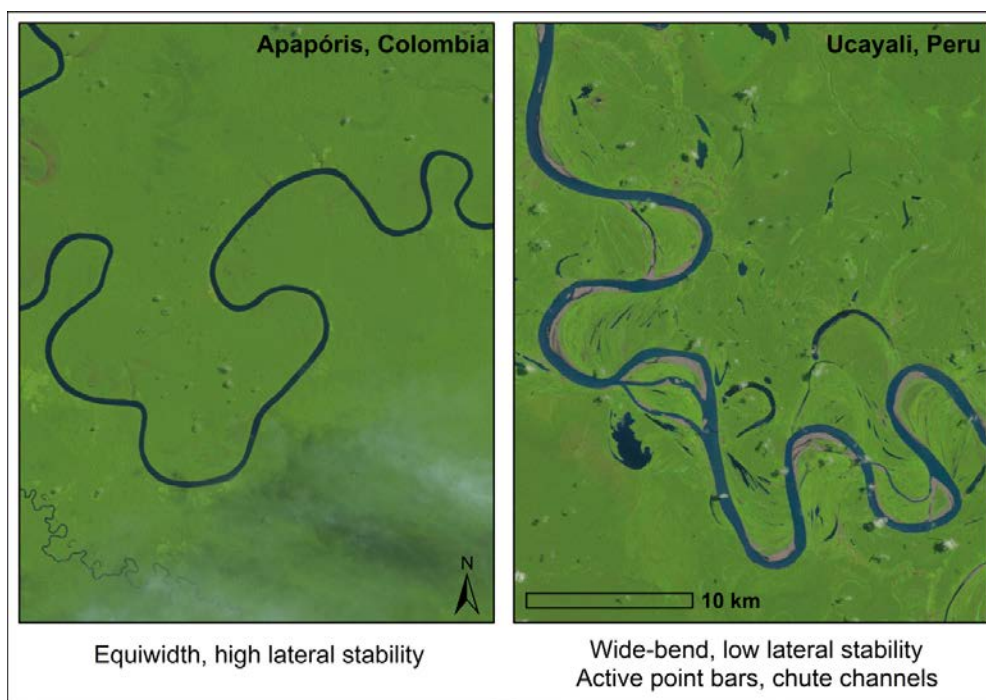 Apapóris, Colombia
Ucayali, Peru
N
10 km
Equiwidth, high lateral stability
Wide-bend, low lateral stability
Active point bars, chute channels